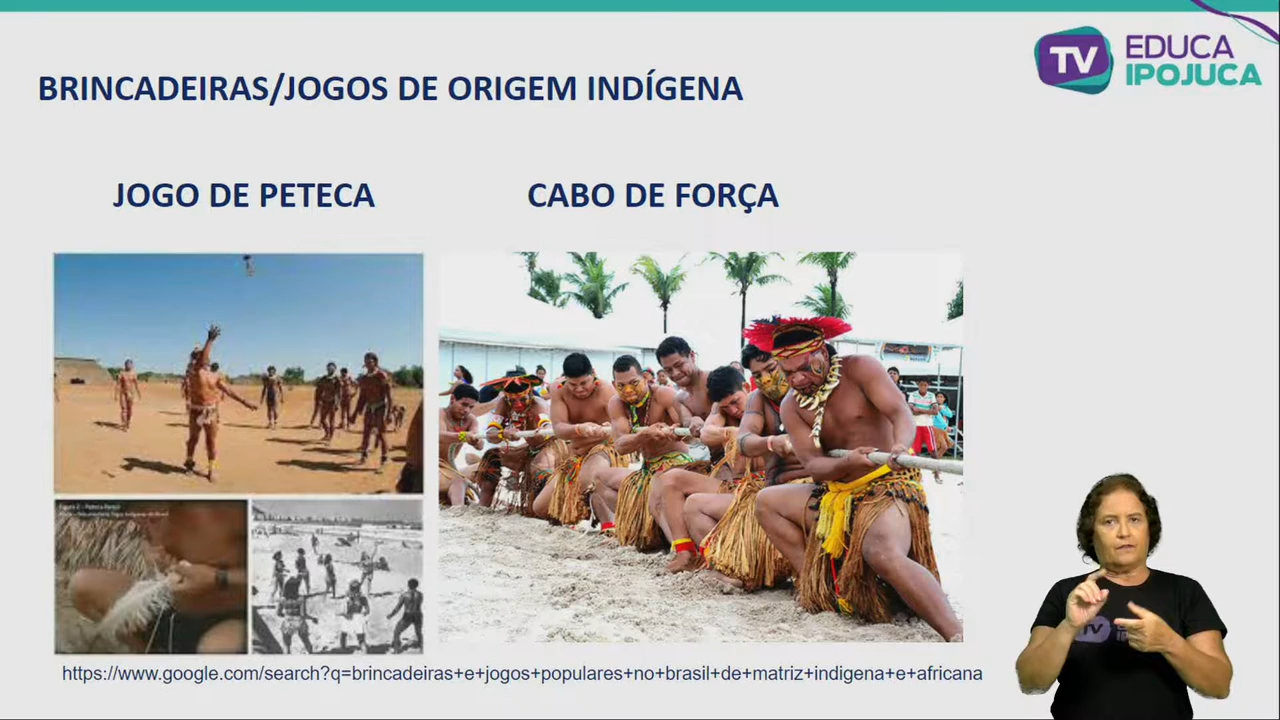 TV EDUCA
IPOJUCA
BRINCADEIRAS/JOGOS DE ORIGEM INDÍGENA
JOGO DE PETECA
CABO DE FORÇA
https://www.google.com/search?q=brincadeiras+e+jogos+populares+no+brasil+de+matriz+indigena+e+africana
TV